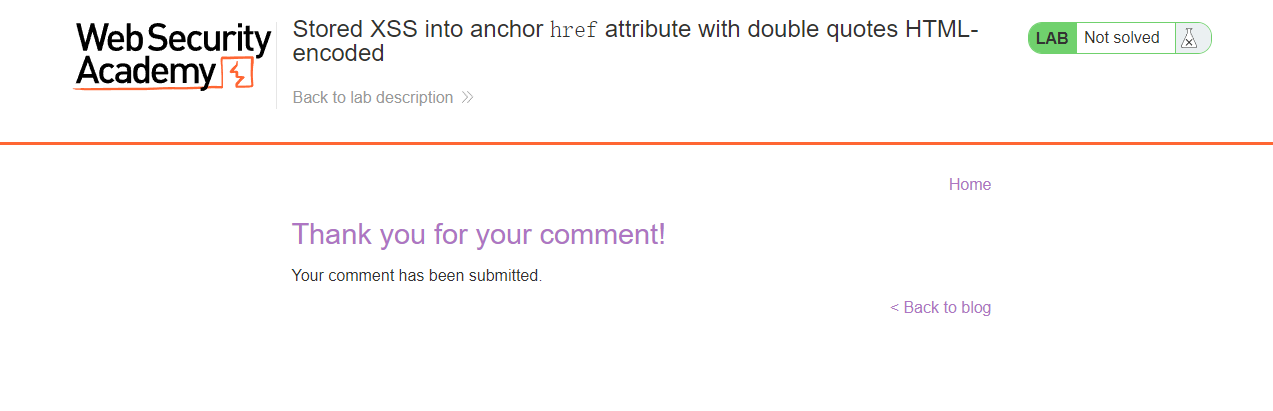 Web Security
Academy
Stored XSS into anchor href attribute with double quotes HTML-
encoded
Back to lab description
LAB Not solved
Home
Thank you for your comment!
Your comment has been submitted.
< Back to blog